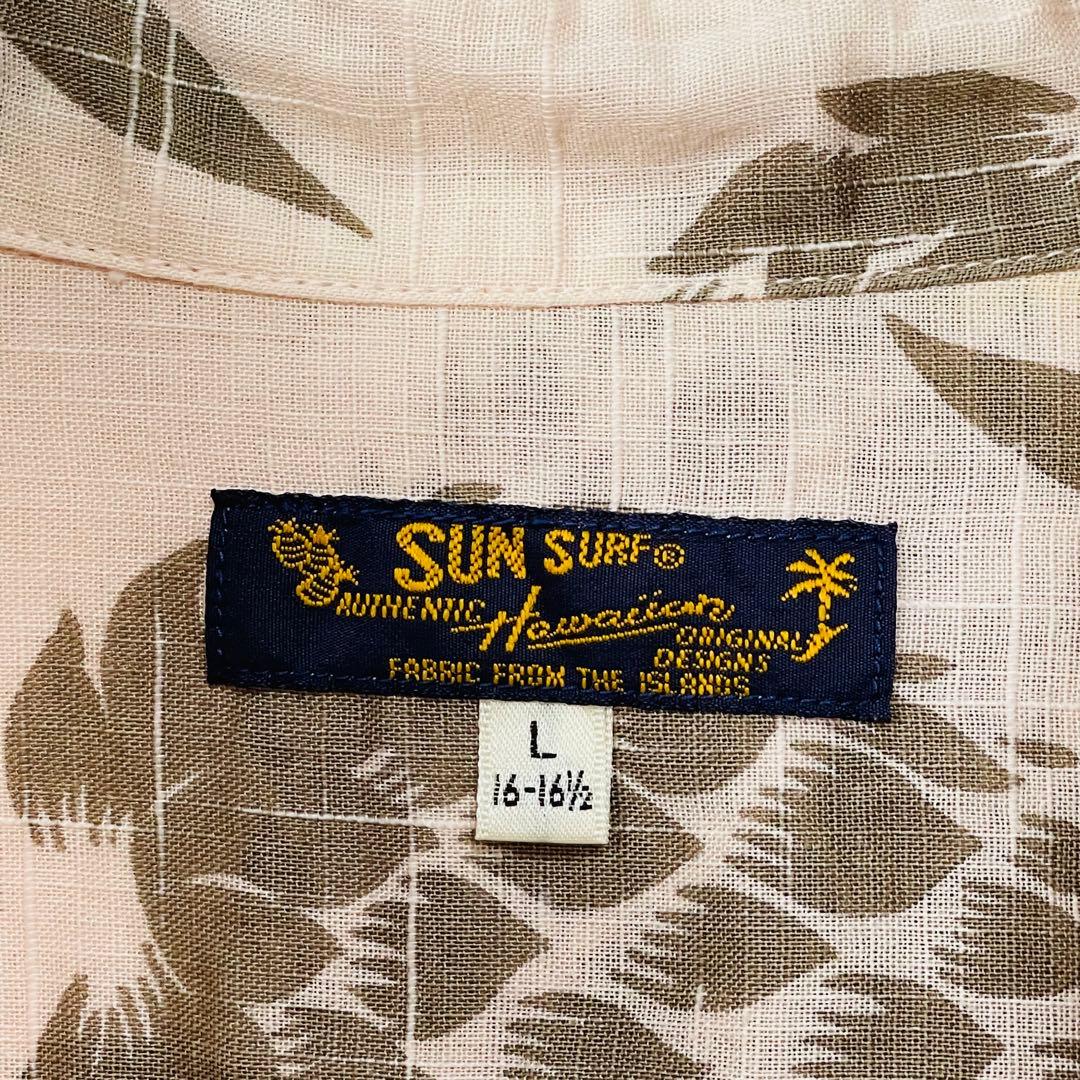 SUN SURF®
AUTHENTIC Hawaiian ORIGINAL
DESIGNS
FABRIC FROM THE ISLANDS
L
16-16½